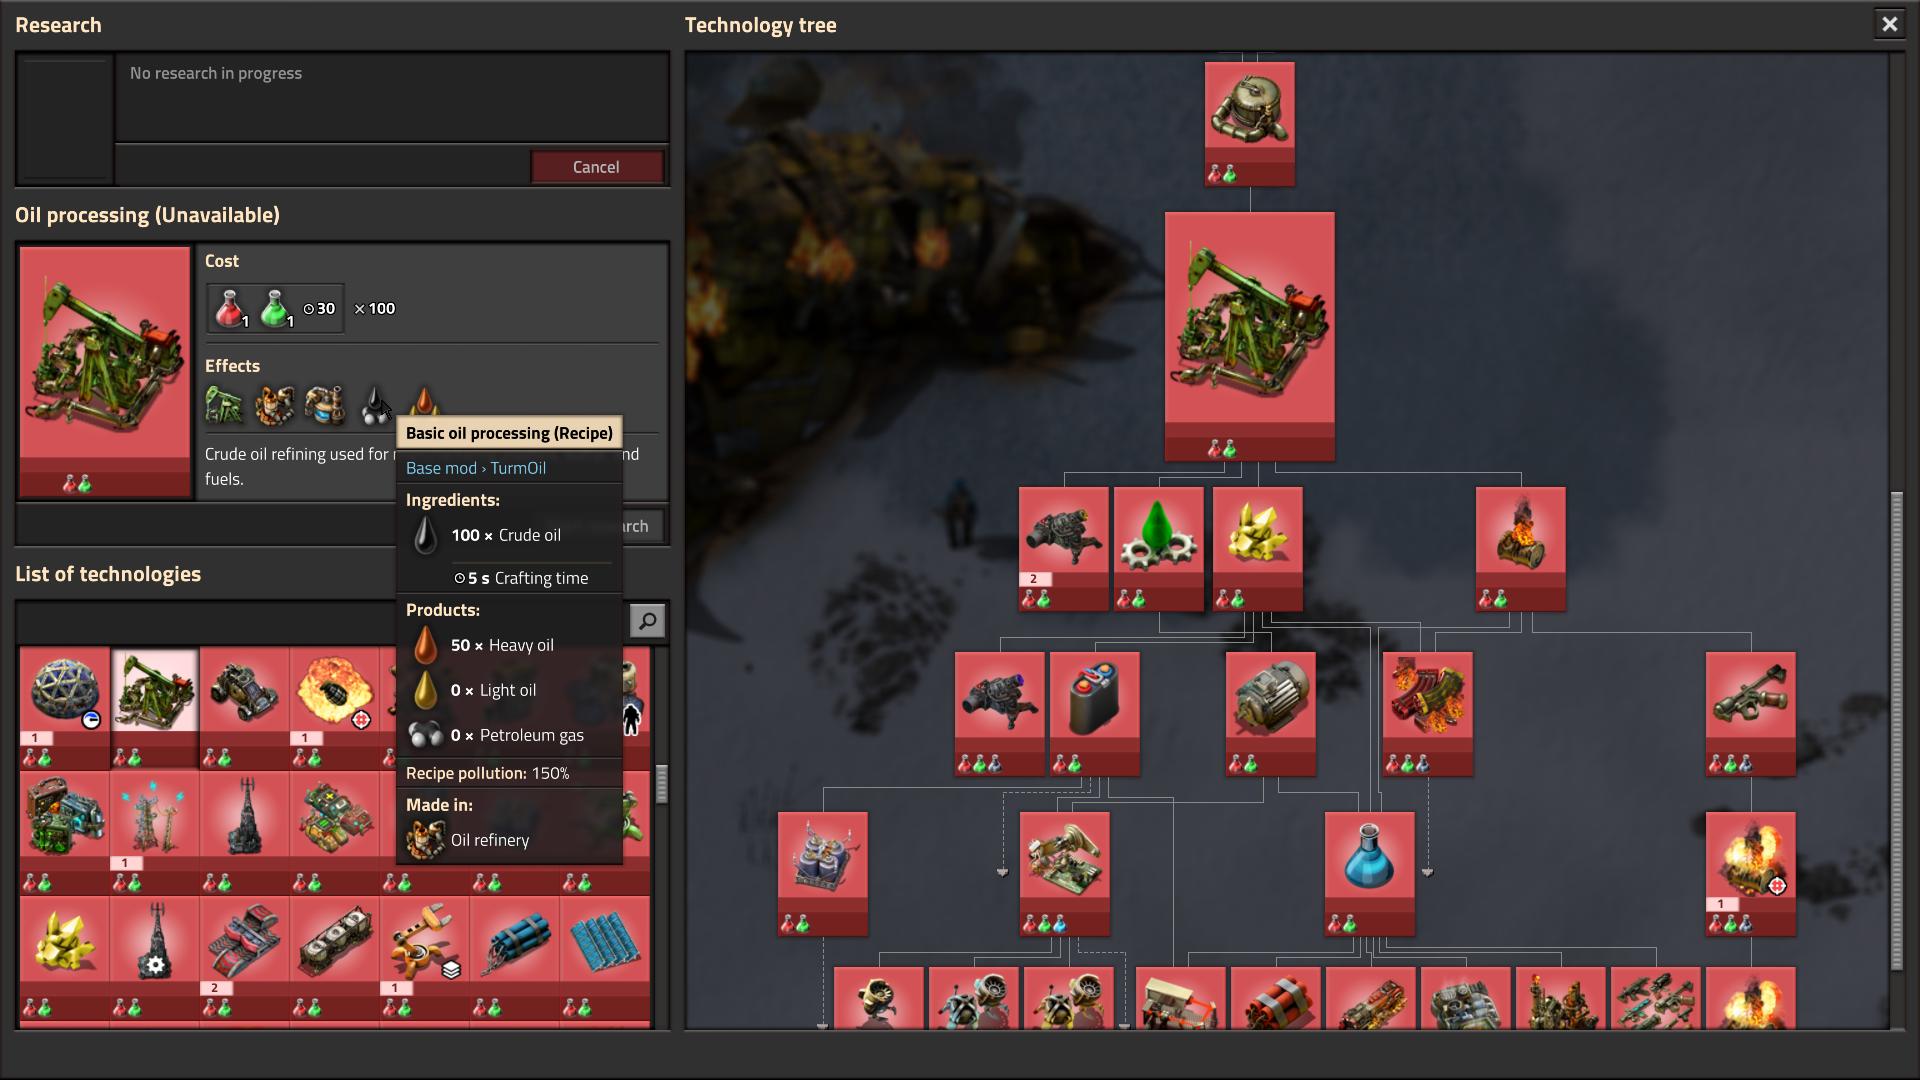 Research
Technology tree
No research in progress
Cancel
Oil processing (Unavailable)
Cost
1 1 30 × 100
Effects
Crude oil refining used for
nd
fuels.
Basic oil processing (Recipe)
Base mod › TurmOil
Ingredients:
100 × Crude oil
5 s Crafting time
Products:
50 × Heavy oil
0 × Light oil
0 × Petroleum gas
Recipe pollution: 150%
Made in:
Oil refinery
List of technologies
1
1
1
2
1
2
1